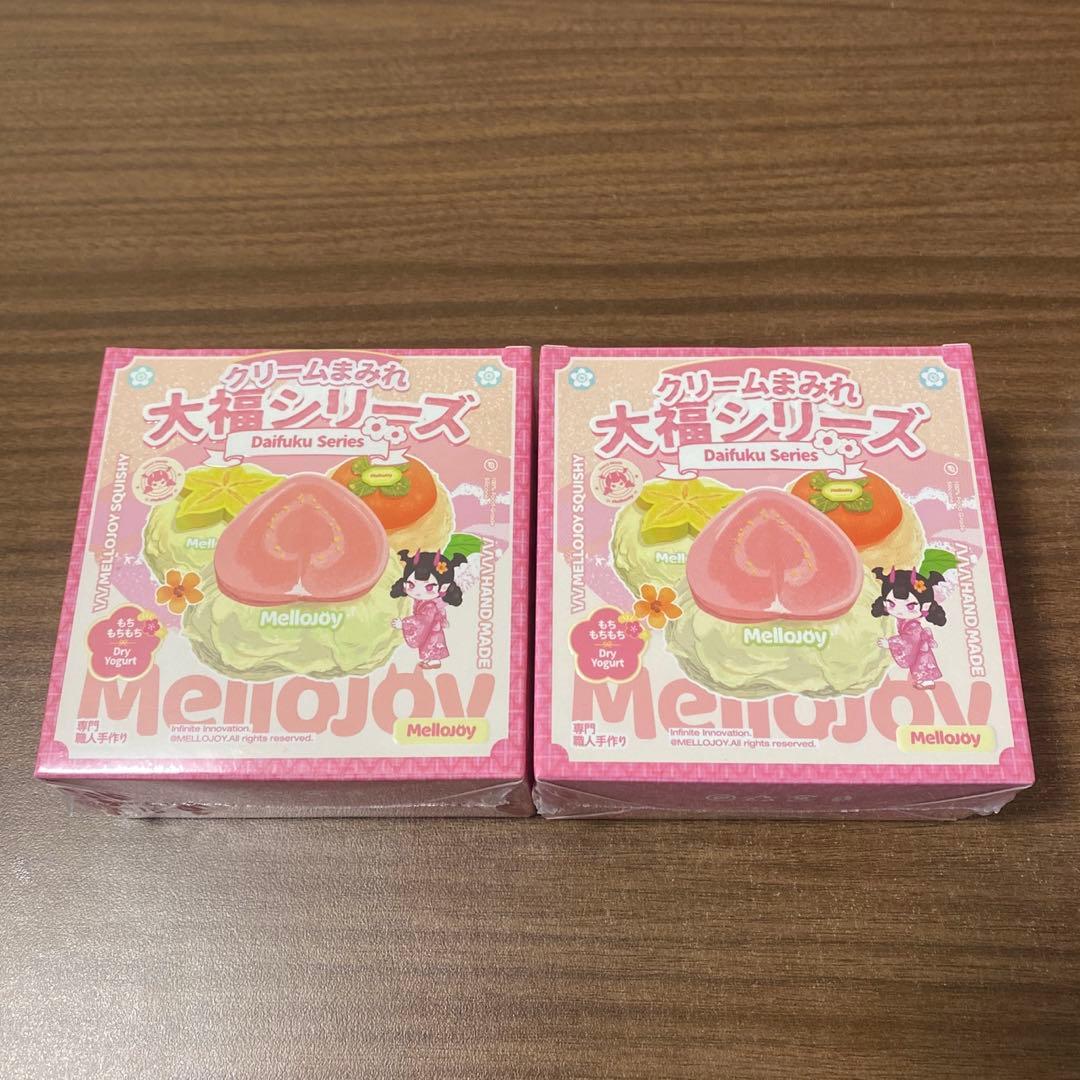 クリームまみれ
大福シリーズ
Daifuku Series
\/\/MELLOJOY SQUISHY
mellojoy
Mello
MelloJoy
/\/\/\HAND MADE
もち
もちもち
Dry
Yogurt
MelloJoy
専門
職人手作り
Infinite Innovation.
@MELLOJOY.All rights reserved.
MelloJoy
クリームまみれ
大福シリーズ
Daifuku Series
\/\/MELLOJOY SQUISHY
mellojoy
MelloJoy
MelloJoy
/\/\/\HAND MADE
もち
もちもち
Dry
Yogurt
MelloJoy
専門
職人手作り
Infinite Innovation.
@MELLOJOY.All rights reserved.
MelloJoy